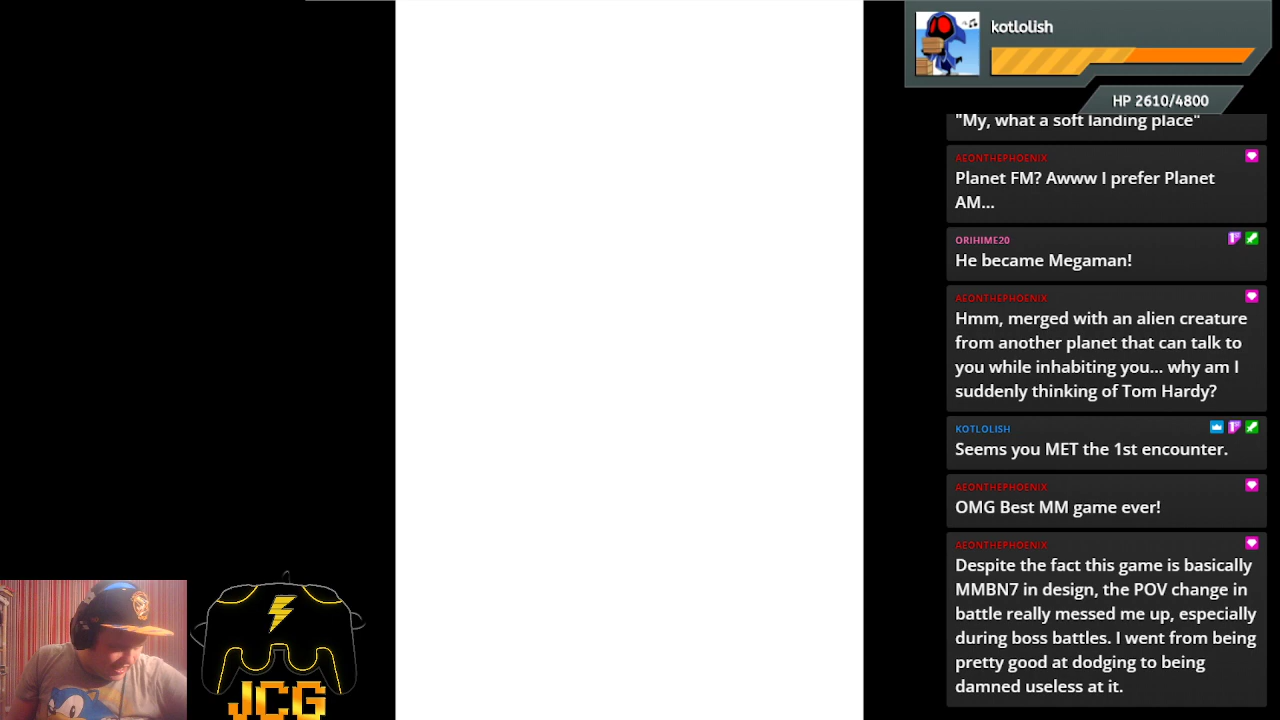 kotlolish
HP 2610/4800
"My, what a soft landing place"
AEONTHEPHOENIX
Planet FM? Awww I prefer Planet
AM...
ORIHIME20
He became Megaman!
AEONTHEPHOENIX
Hmm, merged with an alien creature
from another planet that can talk to
you while inhabiting you... why am I
suddenly thinking of Tom Hardy?
KOTLOLISH
Seems you MET the 1st encounter.
AEONTHEPHOENIX
OMG Best MM game ever!
AEONTHEPHOENIX
Despite the fact this game is basically
MMBN7 in design, the POV change in
battle really messed me up, especially
during boss battles. I went from being
pretty good at dodging to being
damned useless at it.
JCG